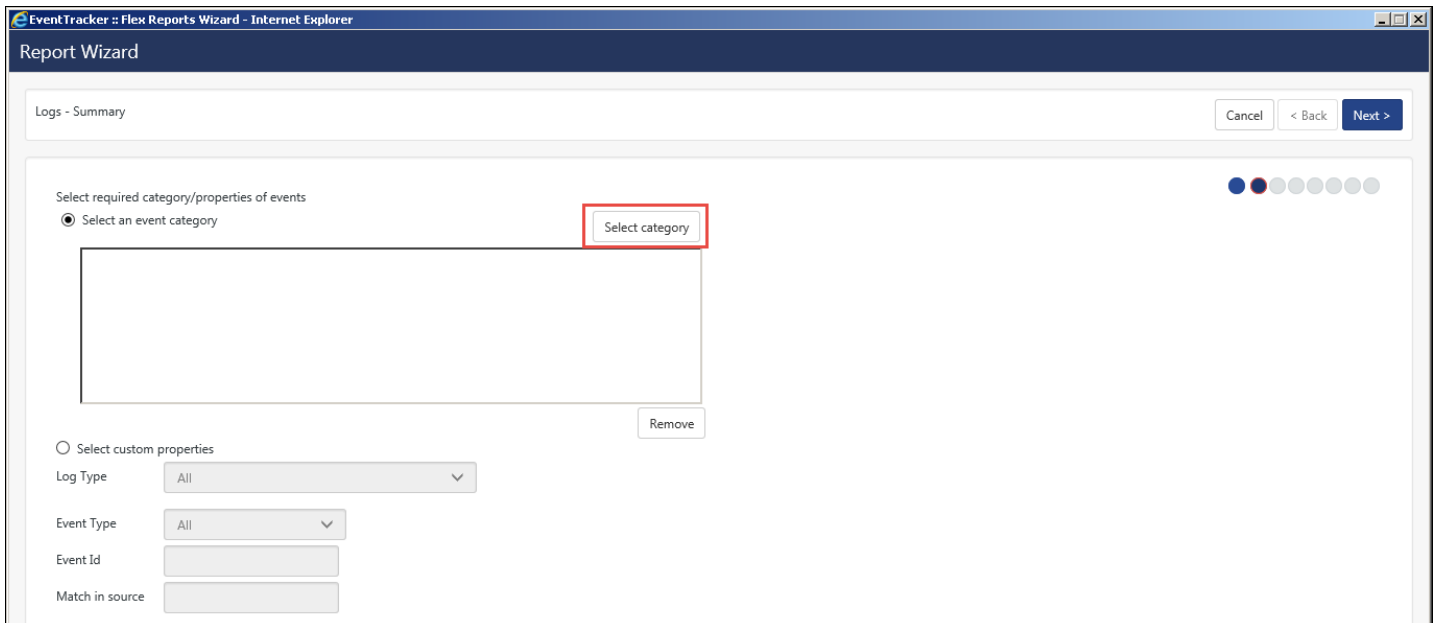 EventTracker :: Flex Reports Wizard - Internet Explorer
Report Wizard
Logs - Summary
Cancel
< Back
Next >
Select required category/properties of events
Select an event category
Select category
Remove
Select custom properties
Log Type
All
Event Type
All
Event Id
Match in source